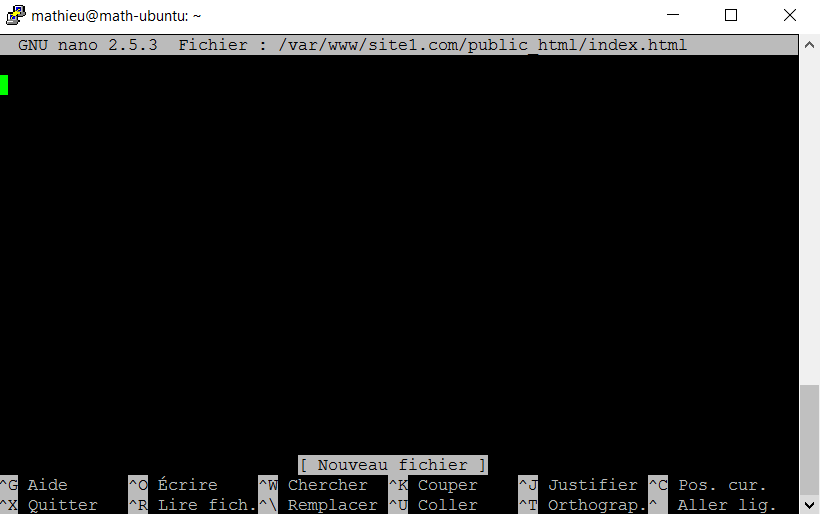 mathieu@math-ubuntu: ~
GNU nano 2.5.3 Fichier : /var/www/site1.com/public_html/index.html
[ Nouveau fichier ]
^G Aide ^O Écrire ^W Chercher ^K Couper ^J Justifier ^C Pos. cur.
^X Quitter ^R Lire fich. ^\ Remplacer ^U Coller ^T Orthograp. ^ Aller lig.